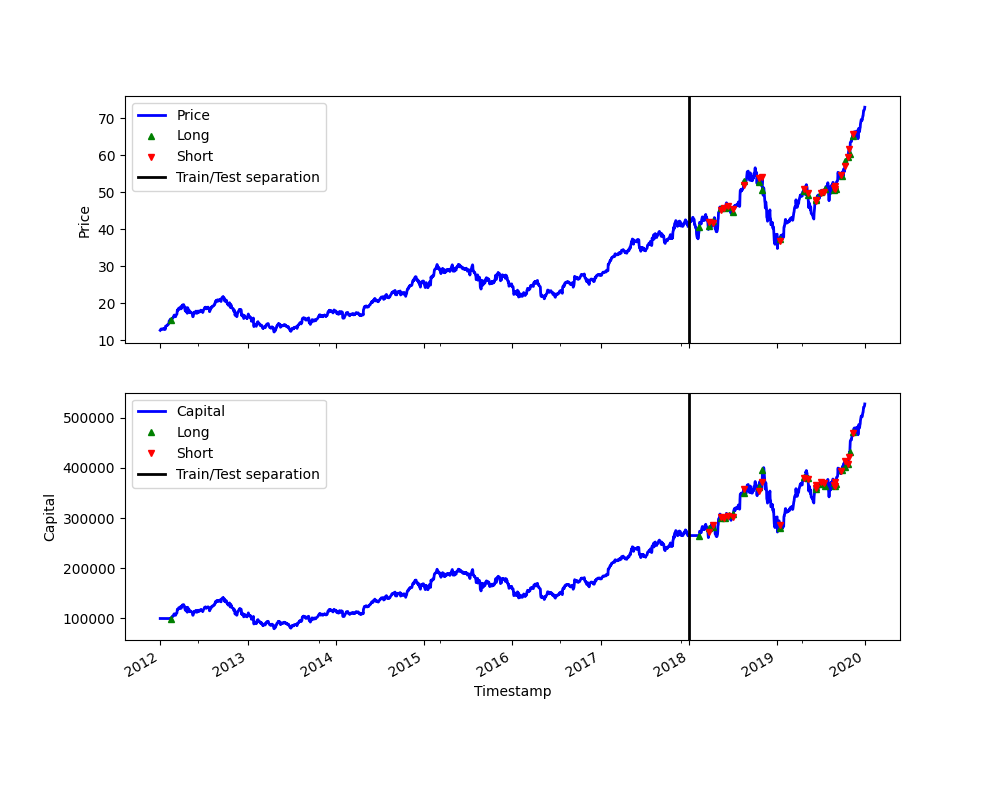 70
60
50
40
30
20
10
Price
Price
Long
Short
Train/Test separation
500000
400000
300000
200000
100000
Capital
Capital
Long
Short
Train/Test separation
2012 2013 2014 2015 2016 2017 2018 2019 2020
Timestamp